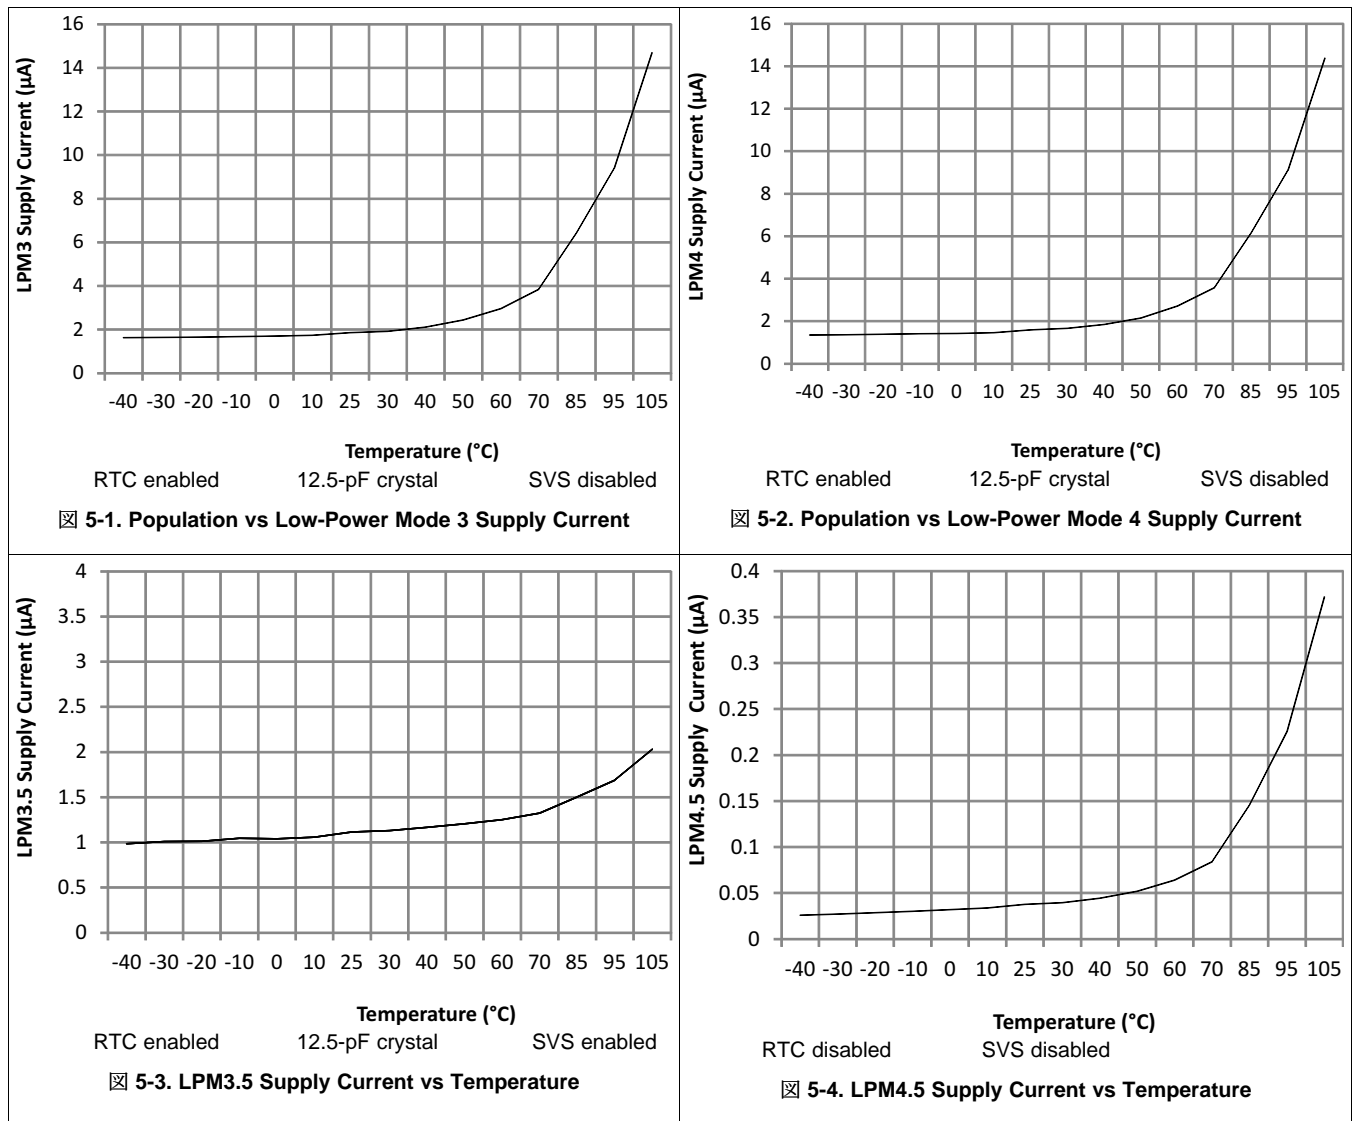 16
14
12
10
8
6
4
2
0
LPM3 Supply Current (µA)
-40 -30 -20 -10 0 10 25 30 40 50 60 70 85 95 105
Temperature (°C)
RTC enabled 12.5-pF crystal SVS disabled
図 5-1. Population vs Low-Power Mode 3 Supply Current
16
14
12
10
8
6
4
2
0
LPM4 Supply Current (µA)
-40 -30 -20 -10 0 10 25 30 40 50 60 70 85 95 105
Temperature (°C)
RTC enabled 12.5-pF crystal SVS disabled
図 5-2. Population vs Low-Power Mode 4 Supply Current
4
3.5
3
2.5
2
1.5
1
0.5
0
LPM3.5 Supply Current (µA)
-40 -30 -20 -10 0 10 25 30 40 50 60 70 85 95 105
Temperature (°C)
RTC enabled 12.5-pF crystal SVS enabled
図 5-3. LPM3.5 Supply Current vs Temperature
0.4
0.35
0.3
0.25
0.2
0.15
0.1
0.05
0
LPM4.5 Supply Current (µA)
-40 -30 -20 -10 0 10 25 30 40 50 60 70 85 95 105
Temperature (°C)
RTC disabled SVS disabled
図 5-4. LPM4.5 Supply Current vs Temperature